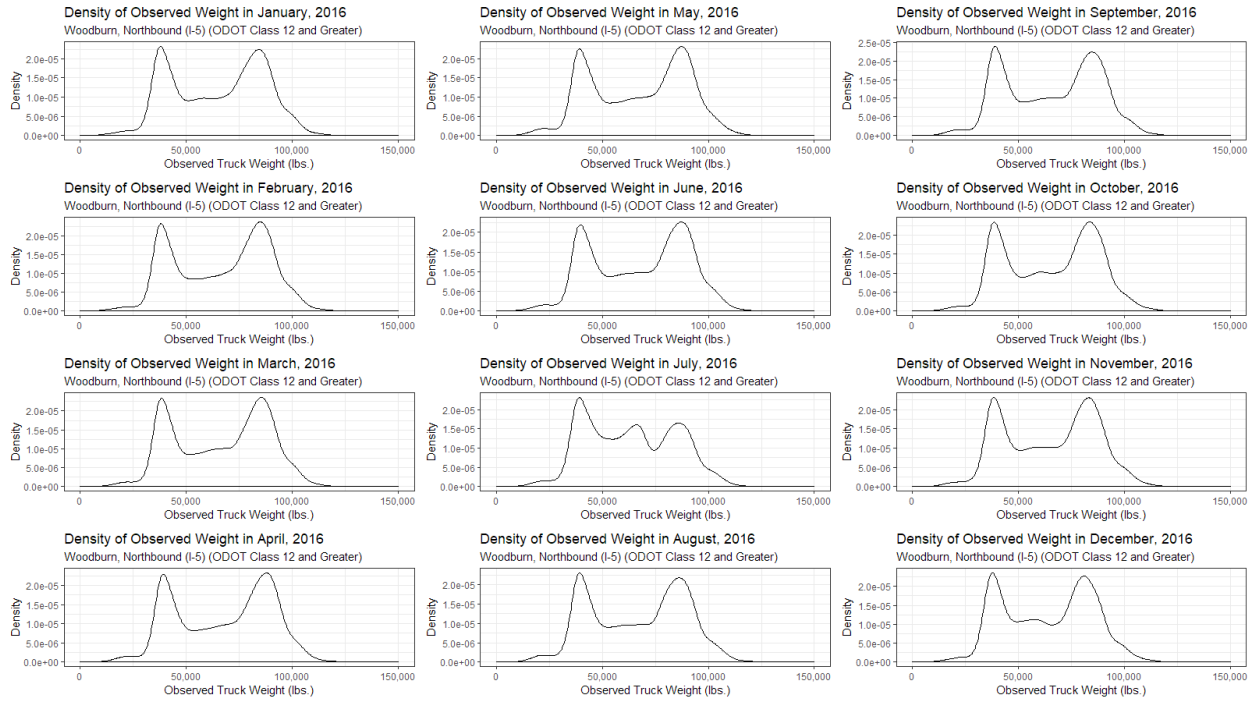 Density of Observed Weight in January, 2016
Woodburn, Northbound (I-5) (ODOT Class 12 and Greater)
Density
2.0e-05
1.5e-05
1.0e-05
5.0e-06
0.0e+00
0
50,000
100,000
150,000
Observed Truck Weight (lbs.)
Density of Observed Weight in May, 2016
Woodburn, Northbound (I-5) (ODOT Class 12 and Greater)
Density
2.0e-05
1.5e-05
1.0e-05
5.0e-06
0.0e+00
0
50,000
100,000
150,000
Observed Truck Weight (lbs.)
Density of Observed Weight in September, 2016
Woodburn, Northbound (I-5) (ODOT Class 12 and Greater)
Density
2.5e-05
2.0e-05
1.5e-05
1.0e-05
5.0e-06
0.0e+00
0
50,000
100,000
150,000
Observed Truck Weight (lbs.)
Density of Observed Weight in February, 2016
Woodburn, Northbound (I-5) (ODOT Class 12 and Greater)
Density
2.0e-05
1.5e-05
1.0e-05
5.0e-06
0.0e+00
0
50,000
100,000
150,000
Observed Truck Weight (lbs.)
Density of Observed Weight in June, 2016
Woodburn, Northbound (I-5) (ODOT Class 12 and Greater)
Density
2.0e-05
1.5e-05
1.0e-05
5.0e-06
0.0e+00
0
50,000
100,000
150,000
Observed Truck Weight (lbs.)
Density of Observed Weight in October, 2016
Woodburn, Northbound (I-5) (ODOT Class 12 and Greater)
Density
2.0e-05
1.5e-05
1.0e-05
5.0e-06
0.0e+00
0
50,000
100,000
150,000
Observed Truck Weight (lbs.)
Density of Observed Weight in March, 2016
Woodburn, Northbound (I-5) (ODOT Class 12 and Greater)
Density
2.0e-05
1.5e-05
1.0e-05
5.0e-06
0.0e+00
0
50,000
100,000
150,000
Observed Truck Weight (lbs.)
Density of Observed Weight in July, 2016
Woodburn, Northbound (I-5) (ODOT Class 12 and Greater)
Density
2.0e-05
1.5e-05
1.0e-05
5.0e-06
0.0e+00
0
50,000
100,000
150,000
Observed Truck Weight (lbs.)
Density of Observed Weight in November, 2016
Woodburn, Northbound (I-5) (ODOT Class 12 and Greater)
Density
2.0e-05
1.5e-05
1.0e-05
5.0e-06
0.0e+00
0
50,000
100,000
150,000
Observed Truck Weight (lbs.)
Density of Observed Weight in April, 2016
Woodburn, Northbound (I-5) (ODOT Class 12 and Greater)
Density
2.0e-05
1.5e-05
1.0e-05
5.0e-06
0.0e+00
0
50,000
100,000
150,000
Observed Truck Weight (lbs.)
Density of Observed Weight in August, 2016
Woodburn, Northbound (I-5) (ODOT Class 12 and Greater)
Density
2.0e-05
1.5e-05
1.0e-05
5.0e-06
0.0e+00
0
50,000
100,000
150,000
Observed Truck Weight (lbs.)
Density of Observed Weight in December, 2016
Woodburn, Northbound (I-5) (ODOT Class 12 and Greater)
Density
2.0e-05
1.5e-05
1.0e-05
5.0e-06
0.0e+00
0
50,000
100,000
150,000
Observed Truck Weight (lbs.)